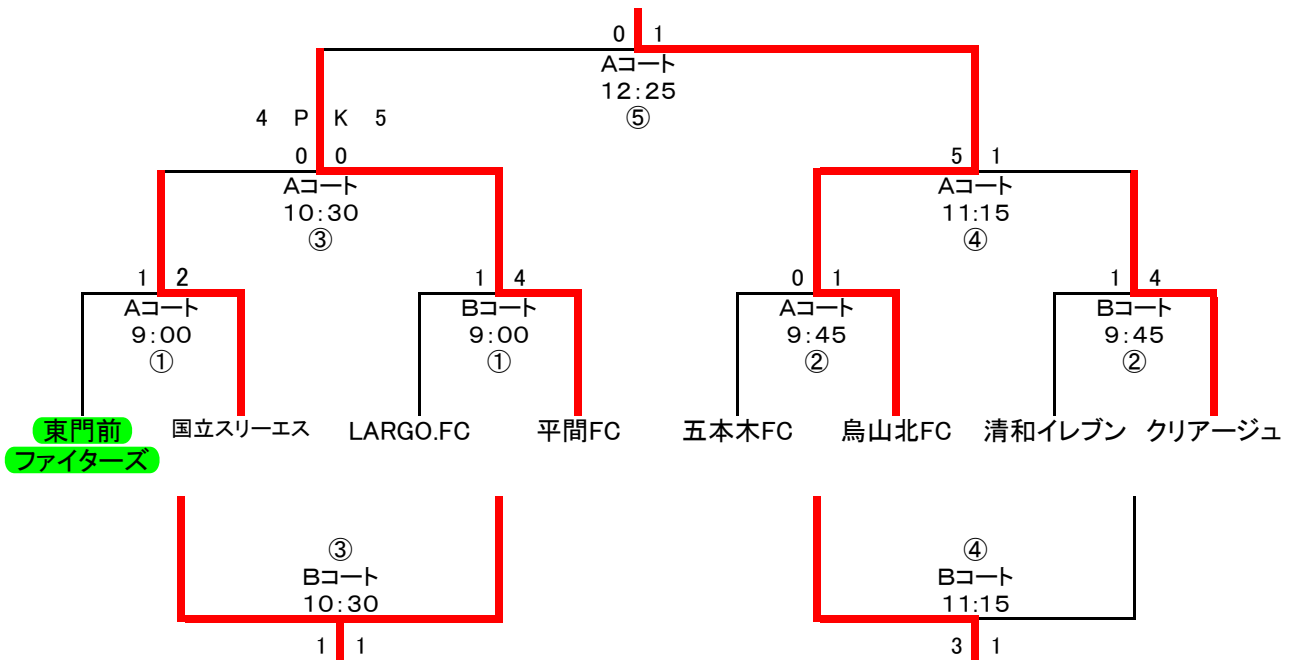 0 1
Aコート
12:25
⑤
4 P K 5
0 0
Aコート
10:30
③
5 1
Aコート
11:15
④
1 2
Aコート
9:00
①
1 4
Bコート
9:00
①
0 1
Aコート
9:45
②
1 4
Bコート
9:45
②
東門前
ファイターズ
国立スリーエス
LARGO.FC
平間FC
五本木FC
烏山北FC
清和イレブン
クリアージュ
③
Bコート
10:30
1 1
④
Bコート
11:15
3 1